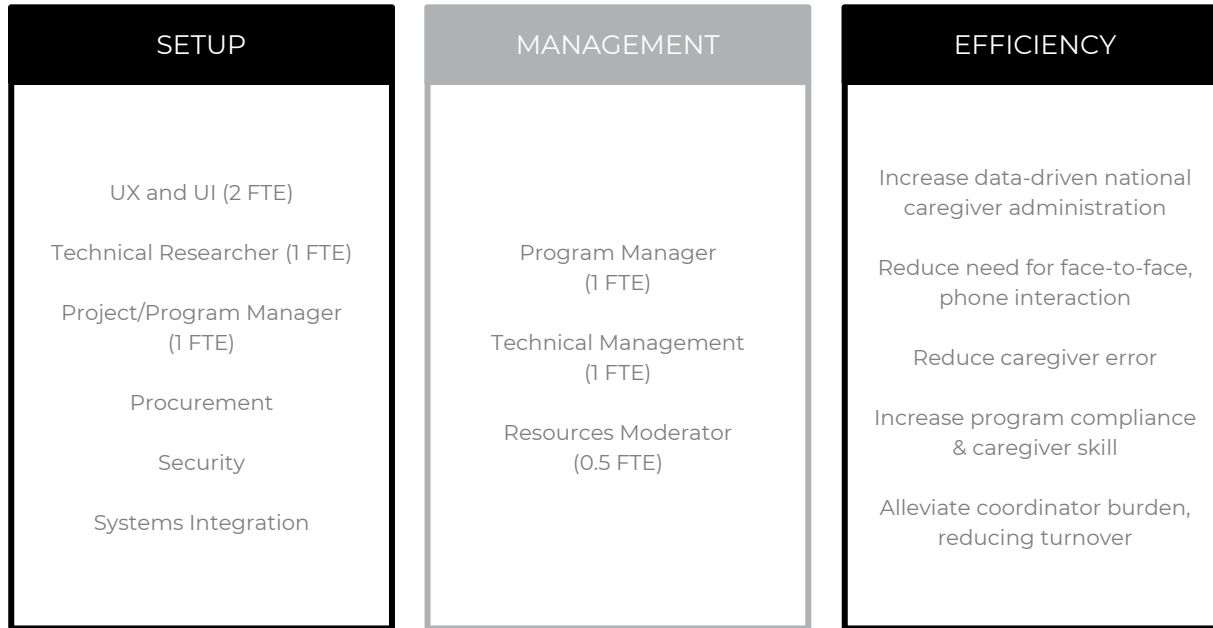 SETUP
UX and UI (2 FTE)
Technical Researcher (1 FTE)
Project/Program Manager
(1 FTE)
Procurement
Security
Systems Integration
MANAGEMENT
Program Manager
(1 FTE)
Technical Management
(1 FTE)
Resources Moderator
(0.5 FTE)
EFFICIENCY
Increase data-driven national
caregiver administration
Reduce need for face-to-face,
phone interaction
Reduce caregiver error
Increase program compliance
& caregiver skill
Alleviate coordinator burden,
reducing turnover